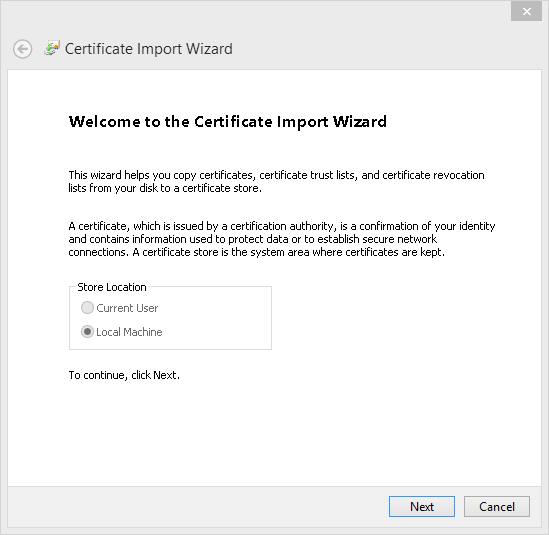 Certificate Import Wizard
Welcome to the Certificate Import Wizard
This wizard helps you copy certificates, certificate trust lists, and certificate revocation
lists from your disk to a certificate store.
A certificate, which is issued by a certification authority, is a confirmation of your identity
and contains information used to protect data or to establish secure network
connections. A certificate store is the system area where certificates are kept.
Store Location
Current User
Local Machine
To continue, click Next.
Next
Cancel